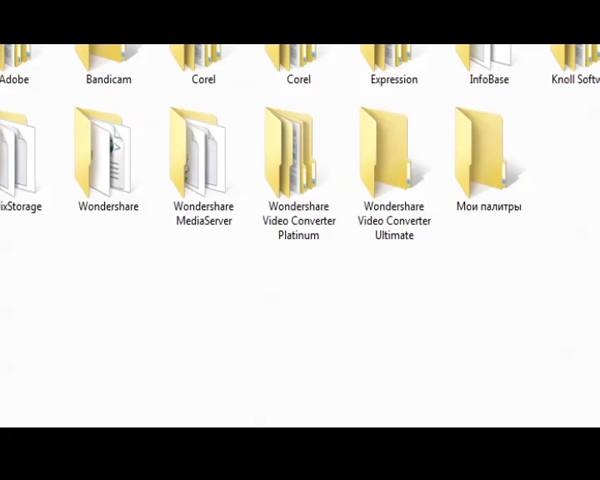 Adobe
Bandicam
Corel
Corel
Expression
InfoBase
Knoll Softw
ixStorage
Wondershare
Wondershare
MediaServer
Wondershare
Video Converter
Platinum
Wondershare
Video Converter
Ultimate
Мои палитры